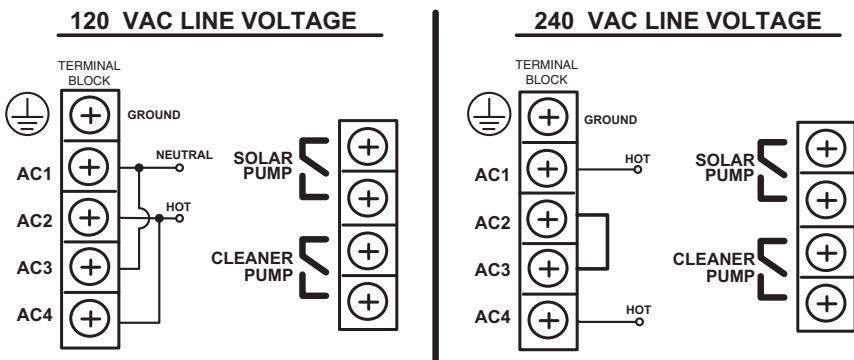 120 VAC LINE VOLTAGE
TERMINAL
BLOCK
GROUND
AC1
NEUTRAL
AC2
HOT
AC3
AC4
SOLAR
PUMP
CLEANER
PUMP
240 VAC LINE VOLTAGE
TERMINAL
BLOCK
GROUND
AC1
HOT
AC2
AC3
AC4
HOT
SOLAR
PUMP
CLEANER
PUMP